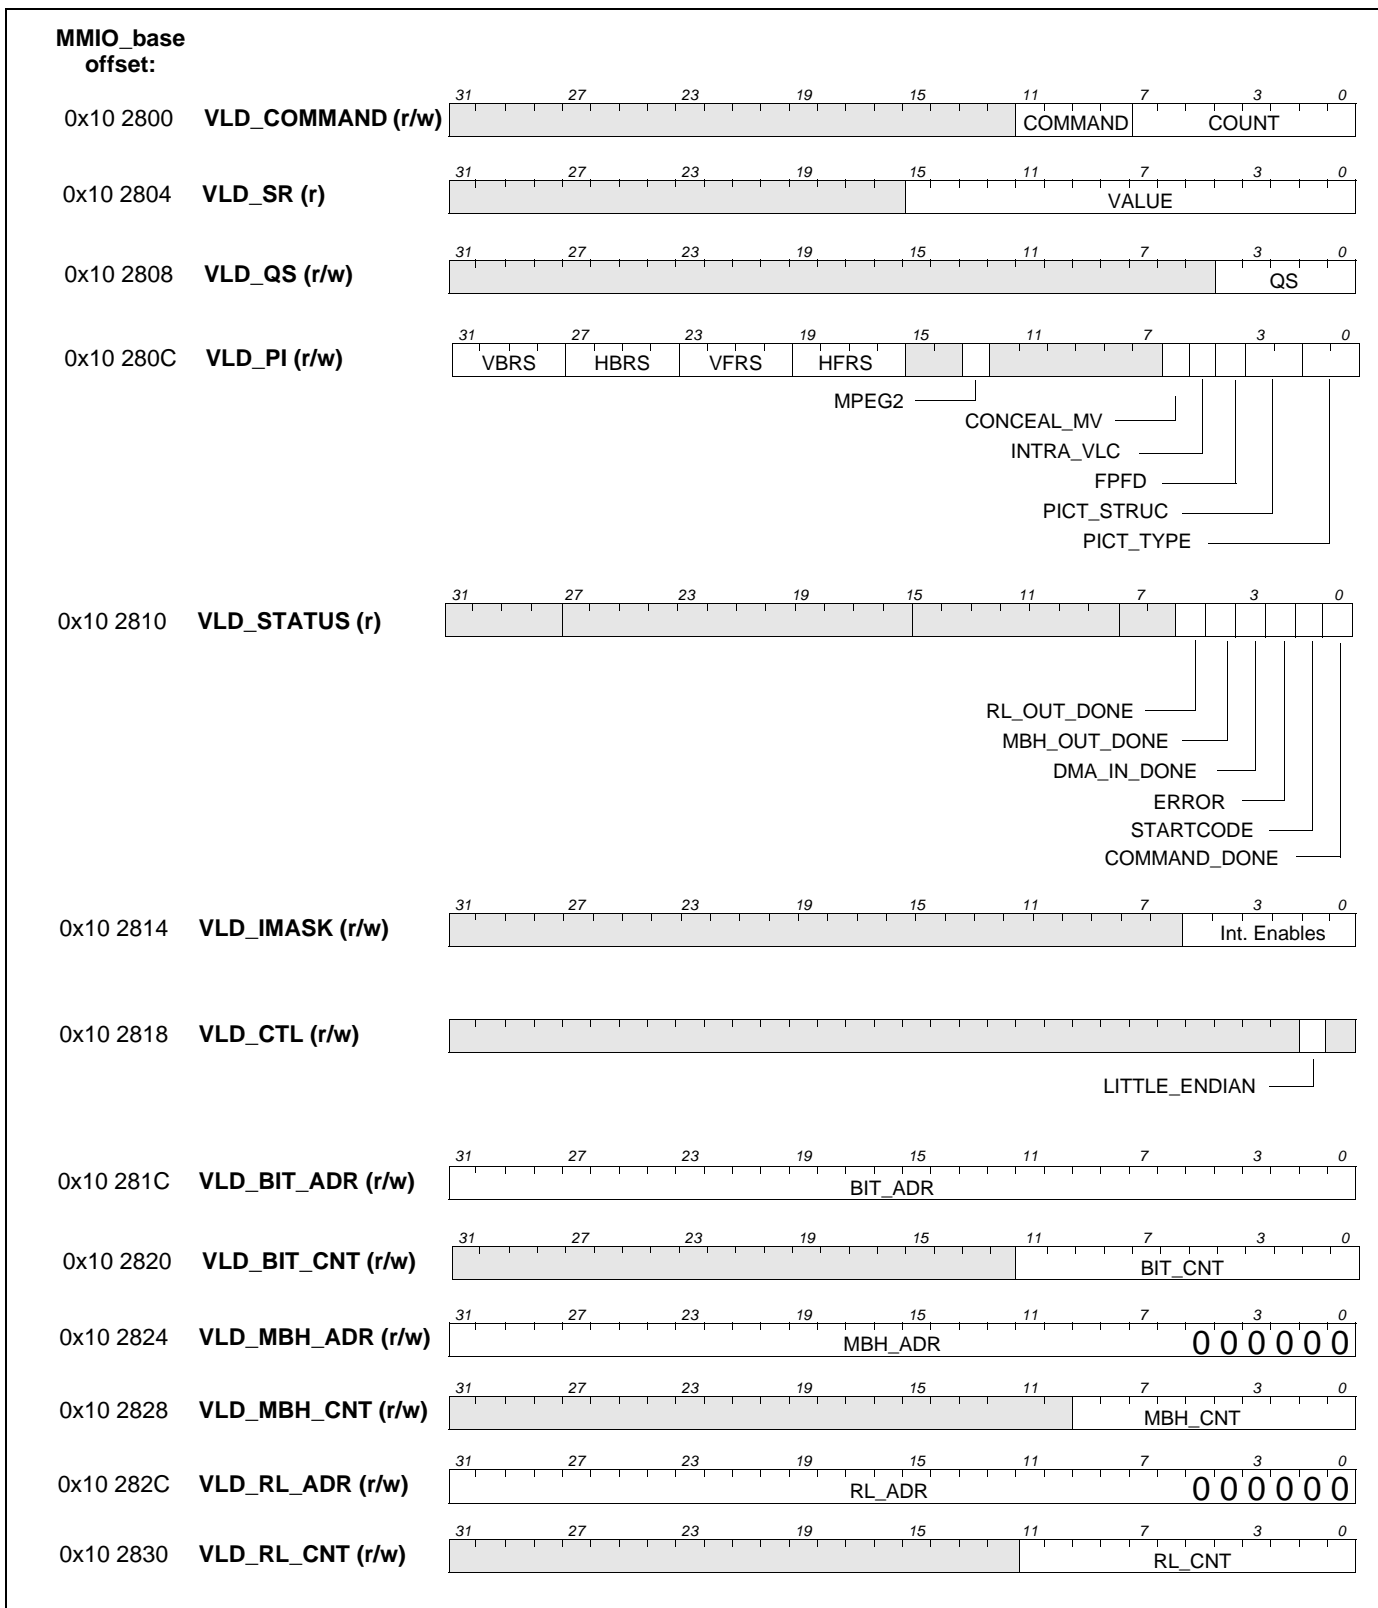 MMIO_base
offset:
31 27 23 19 15 11 7 3 0
0x10 2800 VLD_COMMAND (r/w) COMMAND COUNT
31 27 23 19 15 11 7 3 0
0x10 2804 VLD_SR (r) VALUE
31 27 23 19 15 11 7 3 0
0x10 2808 VLD_QS (r/w) QS
31 27 23 19 15 11 7 3 0
0x10 280C VLD_PI (r/w) VBRS HBRS VFRS HFRS
MPEG2
CONCEAL_MV
INTRA_VLC
FPFD
PICT_STRUC
PICT_TYPE
31 27 23 19 15 11 7 3 0
0x10 2810 VLD_STATUS (r)
RL_OUT_DONE
MBH_OUT_DONE
DMA_IN_DONE
ERROR
STARTCODE
COMMAND_DONE
31 27 23 19 15 11 7 3 0
0x10 2814 VLD_IMASK (r/w) Int. Enables
0x10 2818 VLD_CTL (r/w)
LITTLE_ENDIAN
31 27 23 19 15 11 7 3 0
0x10 281C VLD_BIT_ADR (r/w) BIT_ADR
31 27 23 19 15 11 7 3 0
0x10 2820 VLD_BIT_CNT (r/w) BIT_CNT
31 27 23 19 15 11 7 3 0
0x10 2824 VLD_MBH_ADR (r/w) MBH_ADR 0 0 0 0 0 0
31 27 23 19 15 11 7 3 0
0x10 2828 VLD_MBH_CNT (r/w) MBH_CNT
31 27 23 19 15 11 7 3 0
0x10 282C VLD_RL_ADR (r/w) RL_ADR 0 0 0 0 0 0
31 27 23 19 15 11 7 3 0
0x10 2830 VLD_RL_CNT (r/w) RL_CNT